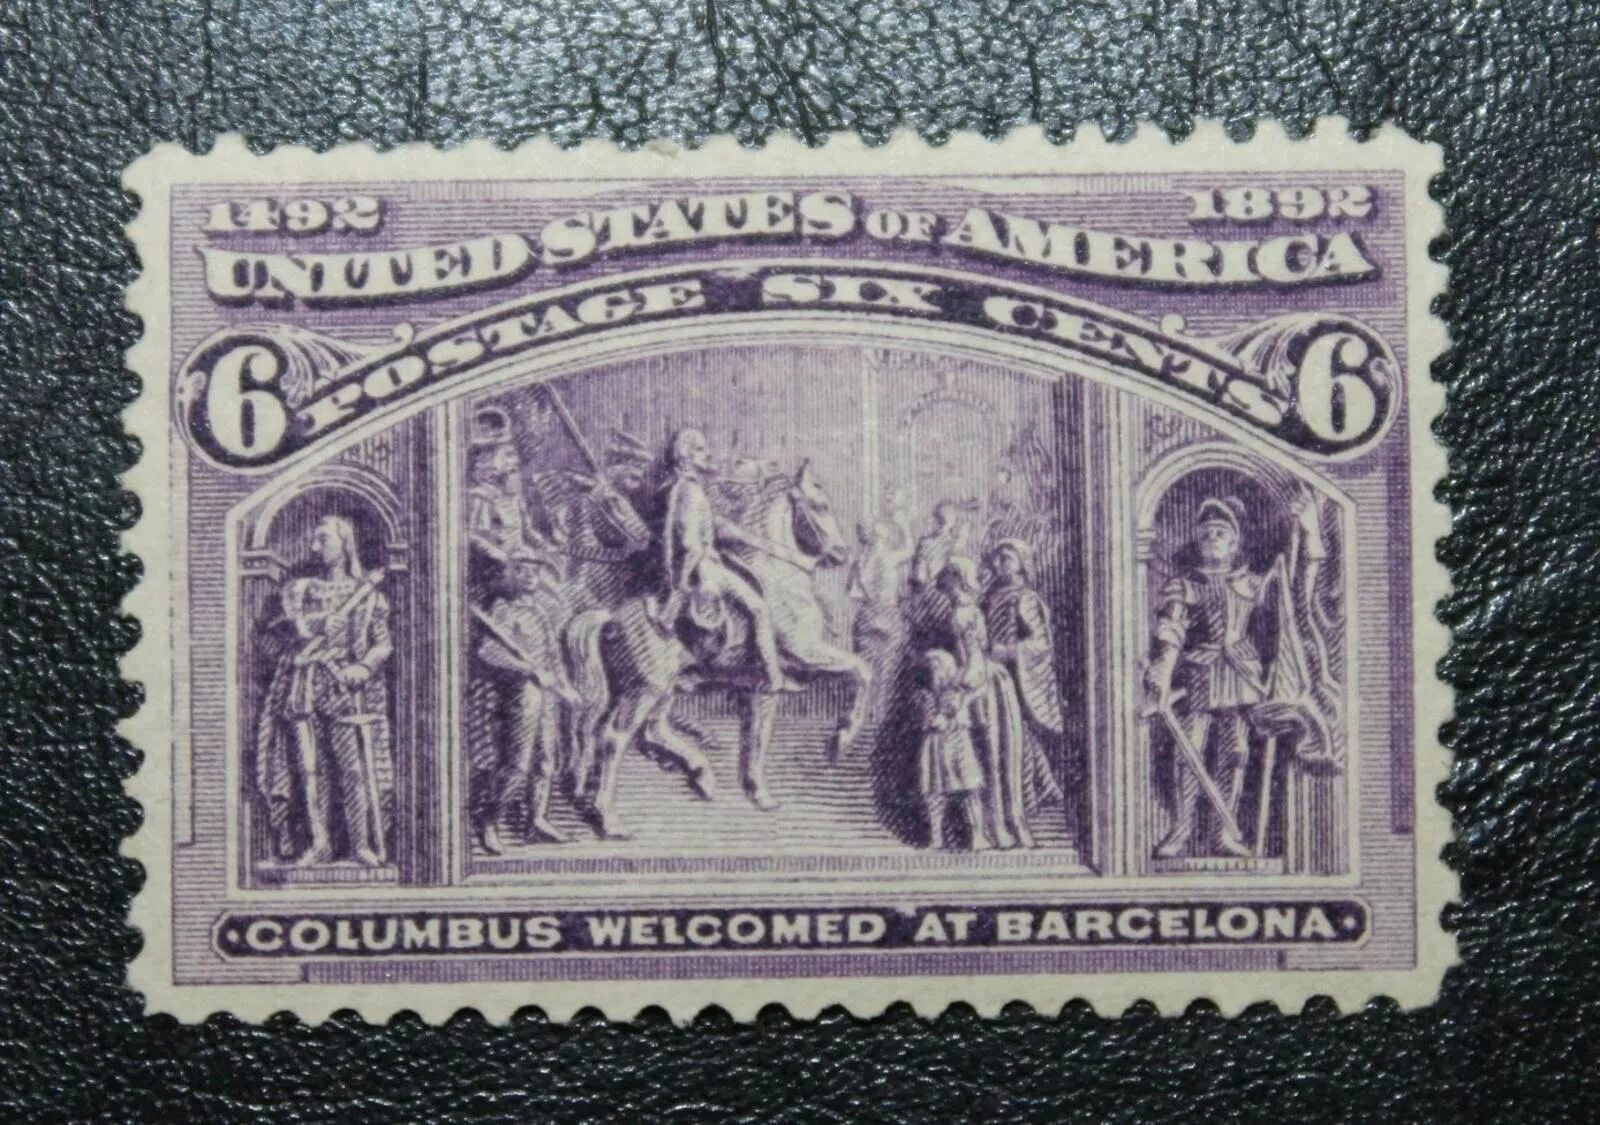 1492 1892
UNITED STATES OF AMERICA
POSTAGE SIX CENTS
6 6
COLUMBUS WELCOMED AT BARCELONA